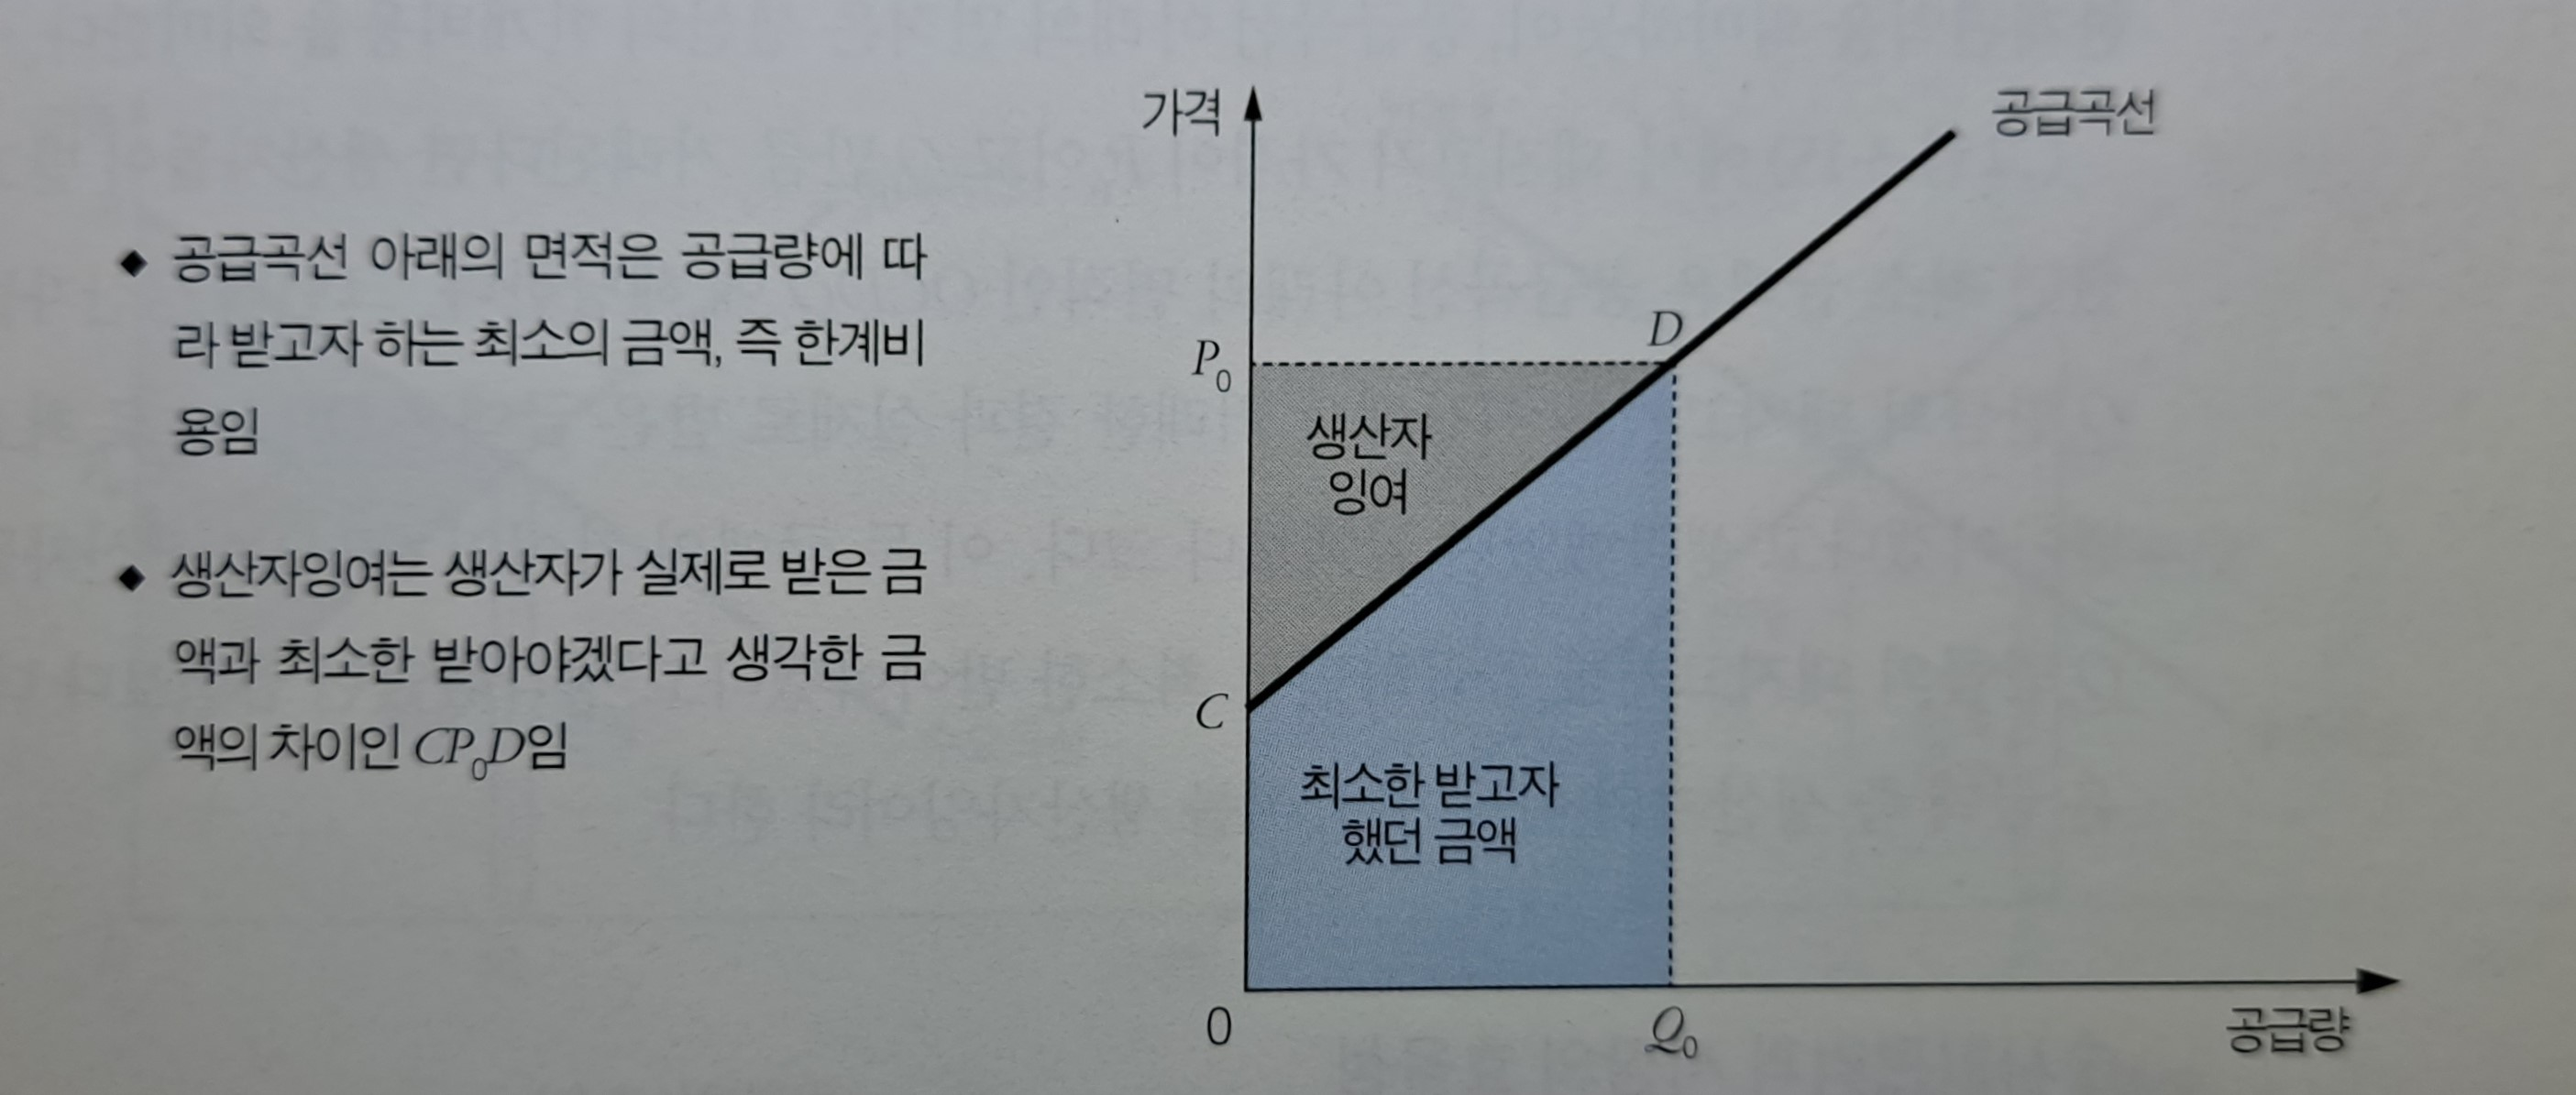 ◆ 공급곡선 아래의 면적은 공급량에 따
라 받고자 하는 최소의 금액, 즉 한계비
용임
◆ 생산자잉여는 생산자가 실제로 받은 금
액과 최소한 받아야겠다고 생각한 금
액의 차이인 CP₀D임
가격
공급곡선
D
P₀
생산자
잉여
C
최소한 받고자
했던 금액
0
Q₀
공급량